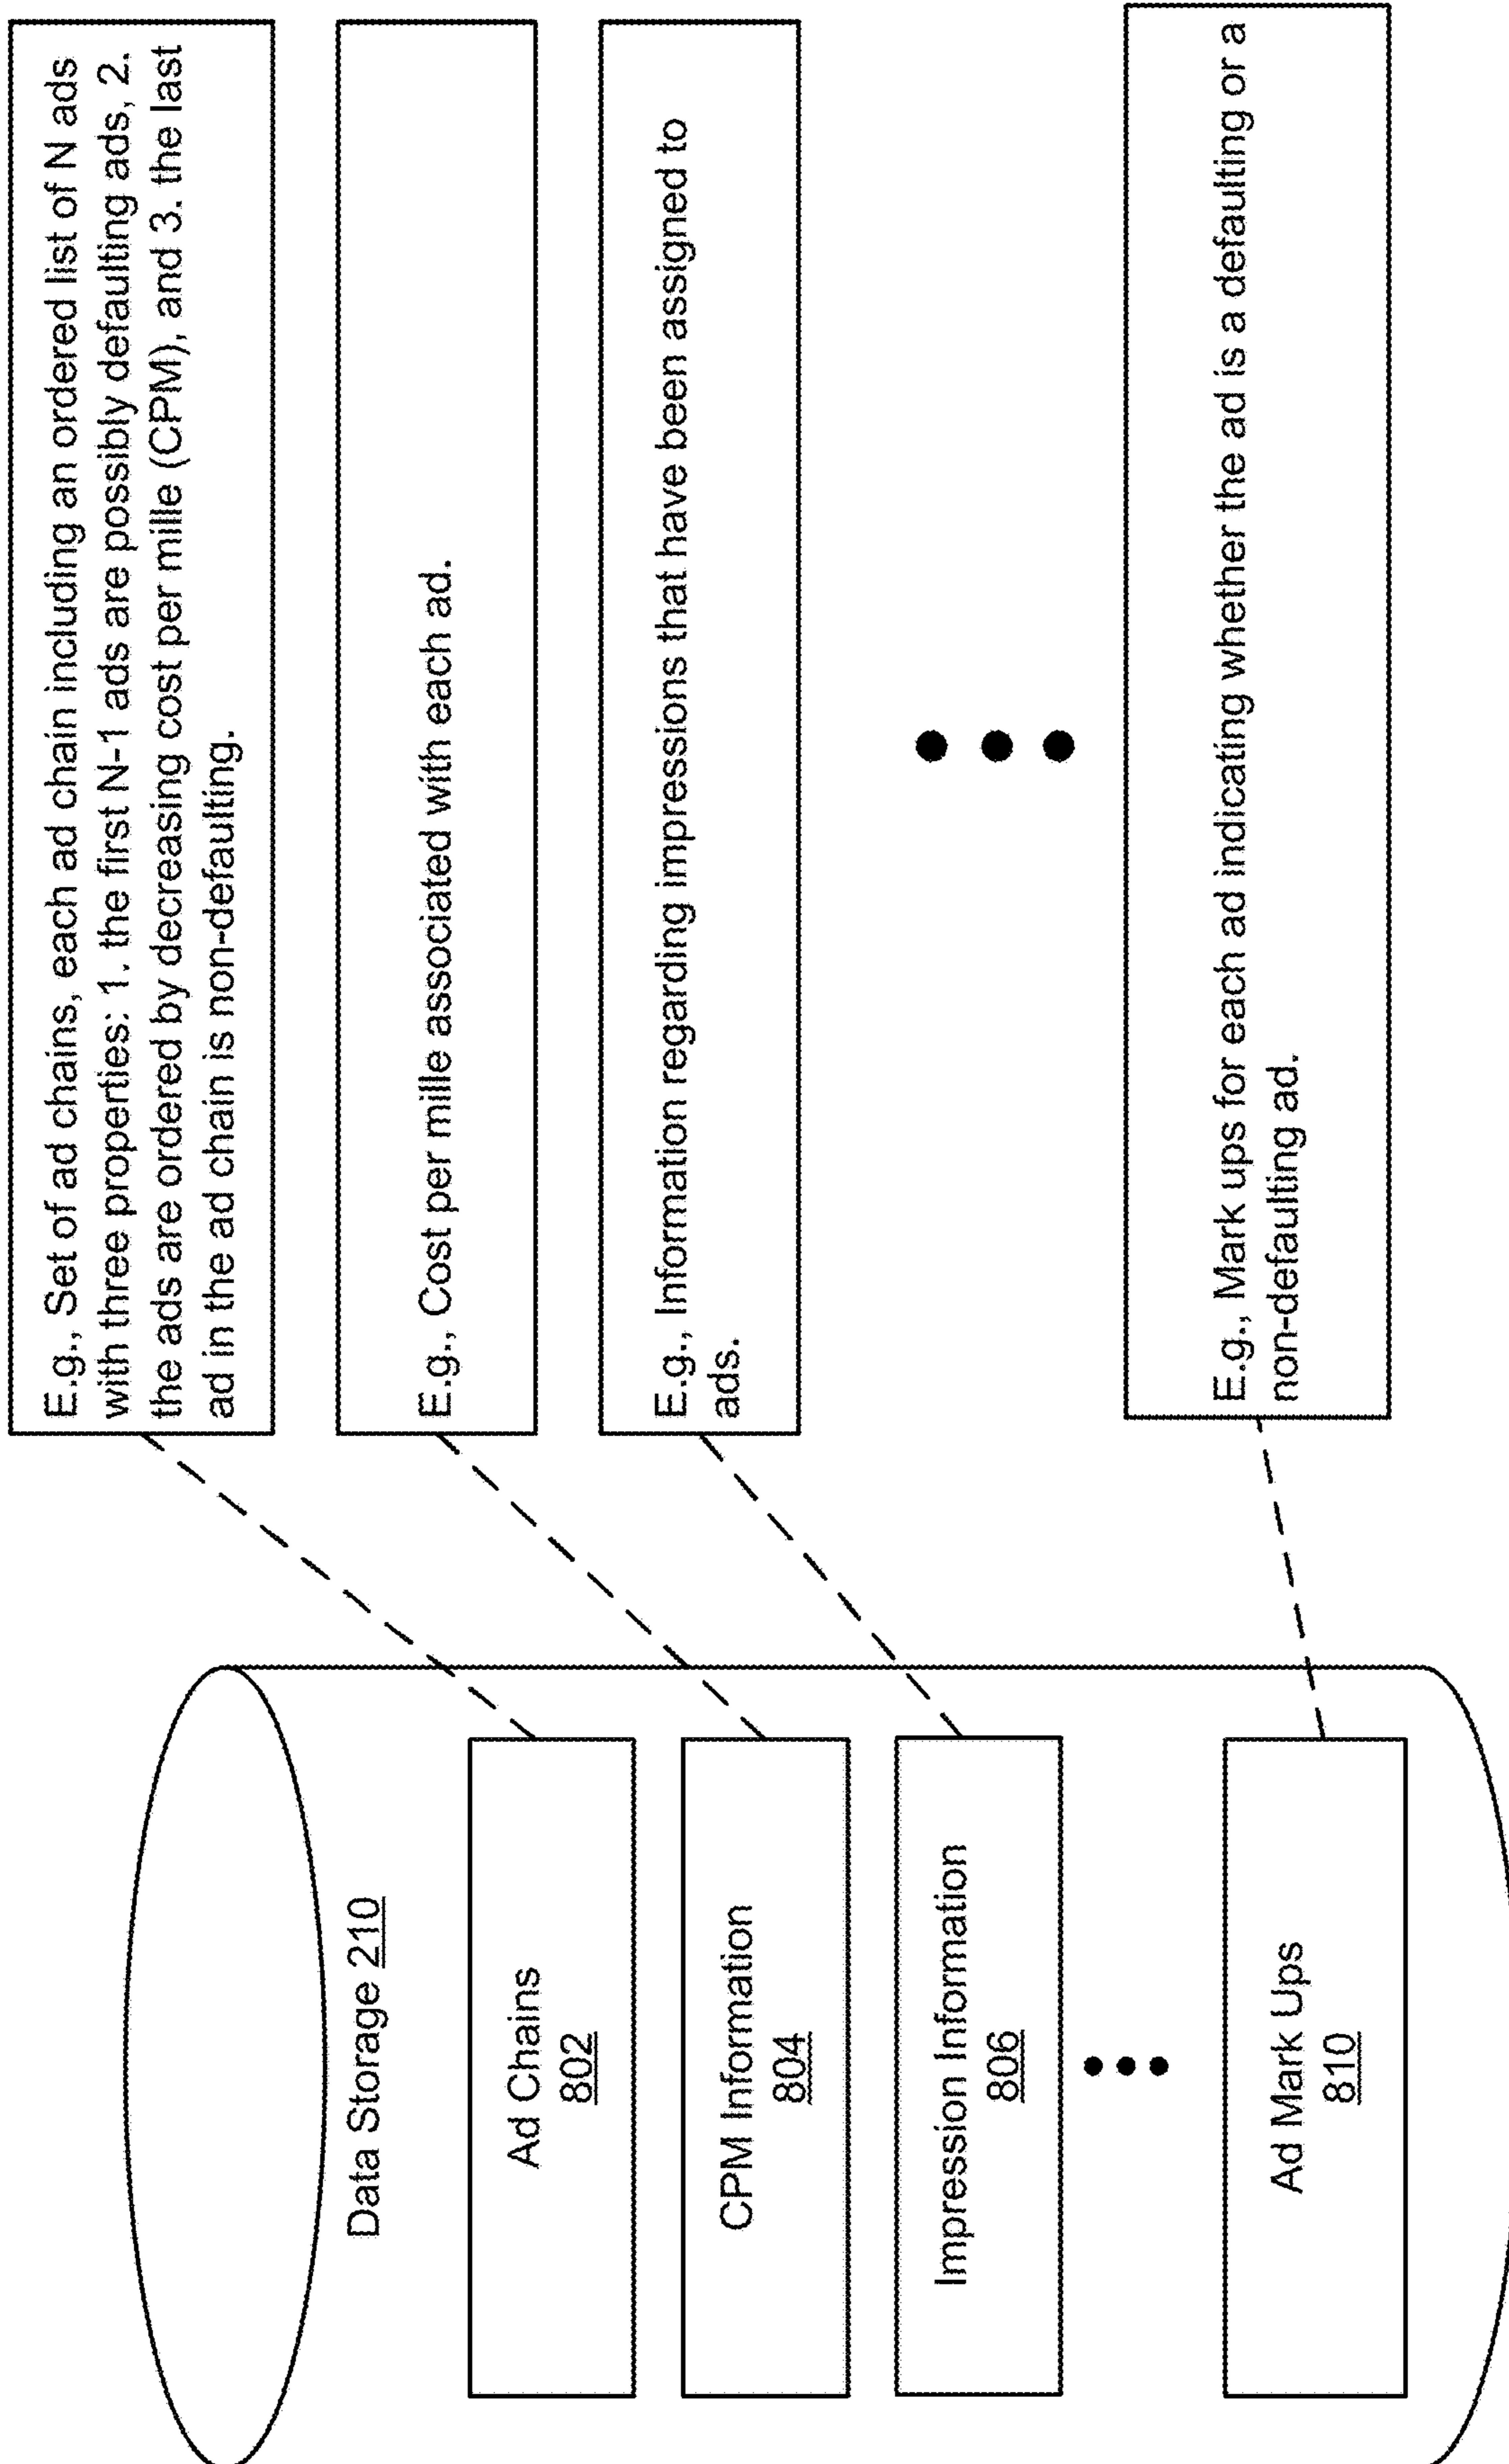 Data Storage 210
Ad Chains
802
E.g., Set of ad chains, each ad chain including an ordered list of N ads
with three properties: 1. the first N-1 ads are possibly defaulting ads, 2.
the ads are ordered by decreasing cost per mille (CPM), and 3. the last
ad in the ad chain is non-defaulting.
CPM Information
804
E.g., Cost per mille associated with each ad.
Impression Information
806
E.g., Information regarding impressions that have been assigned to
ads.
Ad Mark Ups
810
E.g., Mark ups for each ad indicating whether the ad is a defaulting or a
non-defaulting ad.